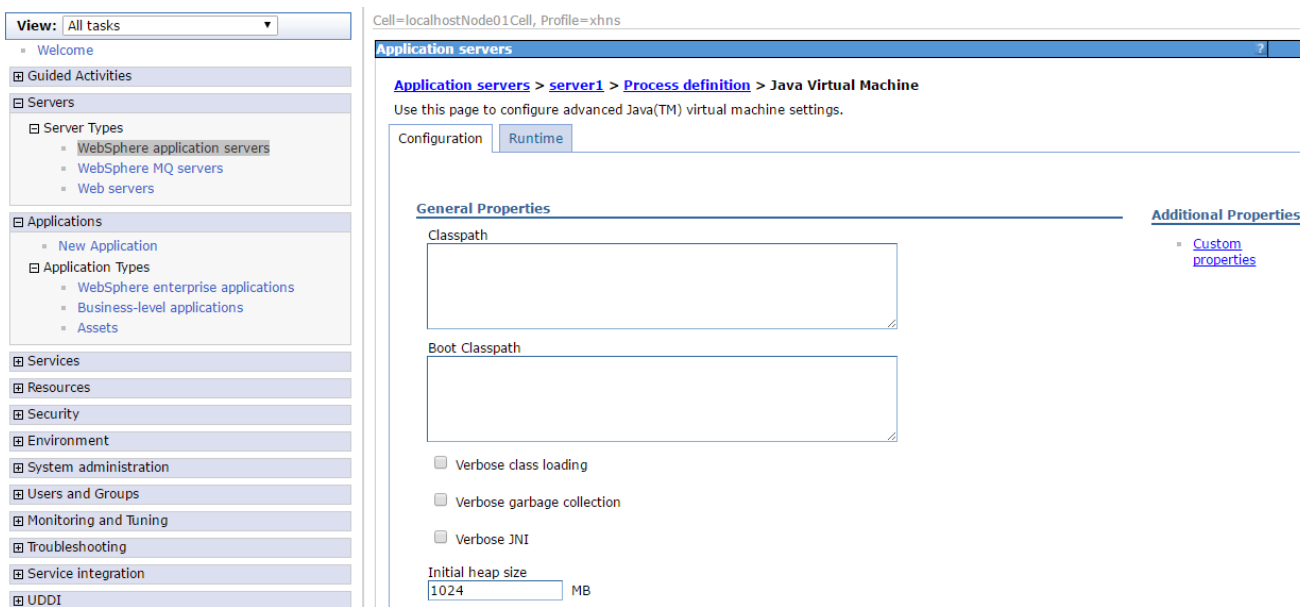 View: All tasks
Welcome
Guided Activities
Servers
Server Types
WebSphere application servers
WebSphere MQ servers
Web servers
Applications
New Application
Application Types
WebSphere enterprise applications
Business-level applications
Assets
Services
Resources
Security
Environment
System administration
Users and Groups
Monitoring and Tuning
Troubleshooting
Service integration
UDDI
Cell=localhostNode01Cell, Profile=xhns
Application servers ?
Application servers > server1 > Process definition > Java Virtual Machine
Use this page to configure advanced Java(TM) virtual machine settings.
Configuration Runtime
General Properties
Classpath
Boot Classpath
Verbose class loading
Verbose garbage collection
Verbose JNI
Initial heap size
1024 MB
Additional Properties
Custom
properties